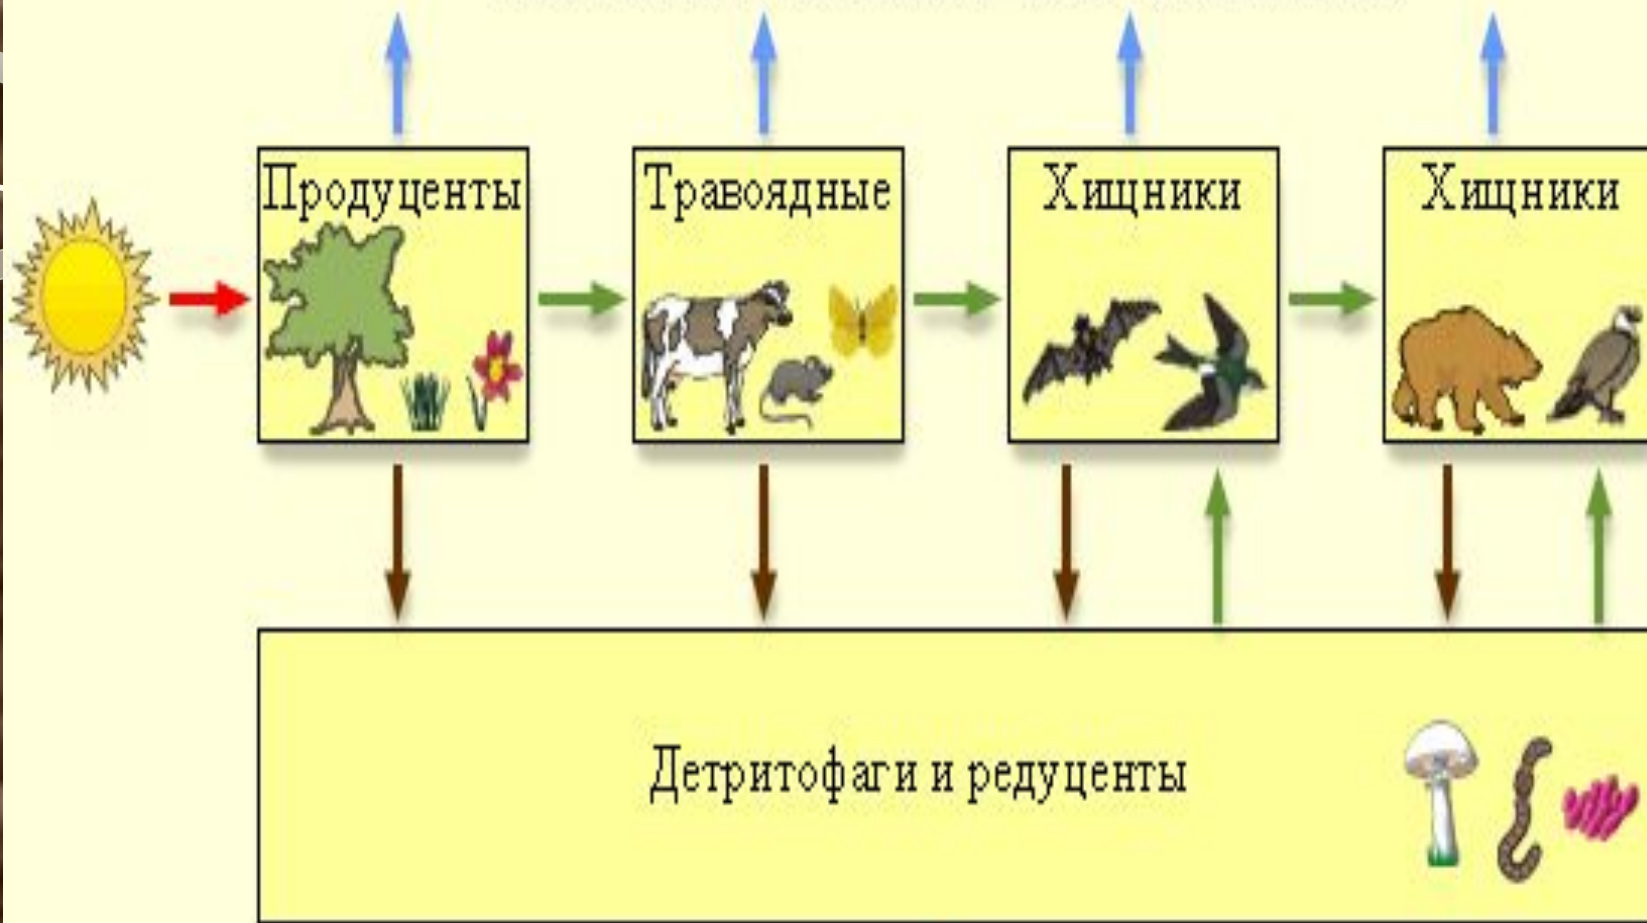 Продуценты
Травоядные
Хищники
Хищники
Детритофаги и редуценты